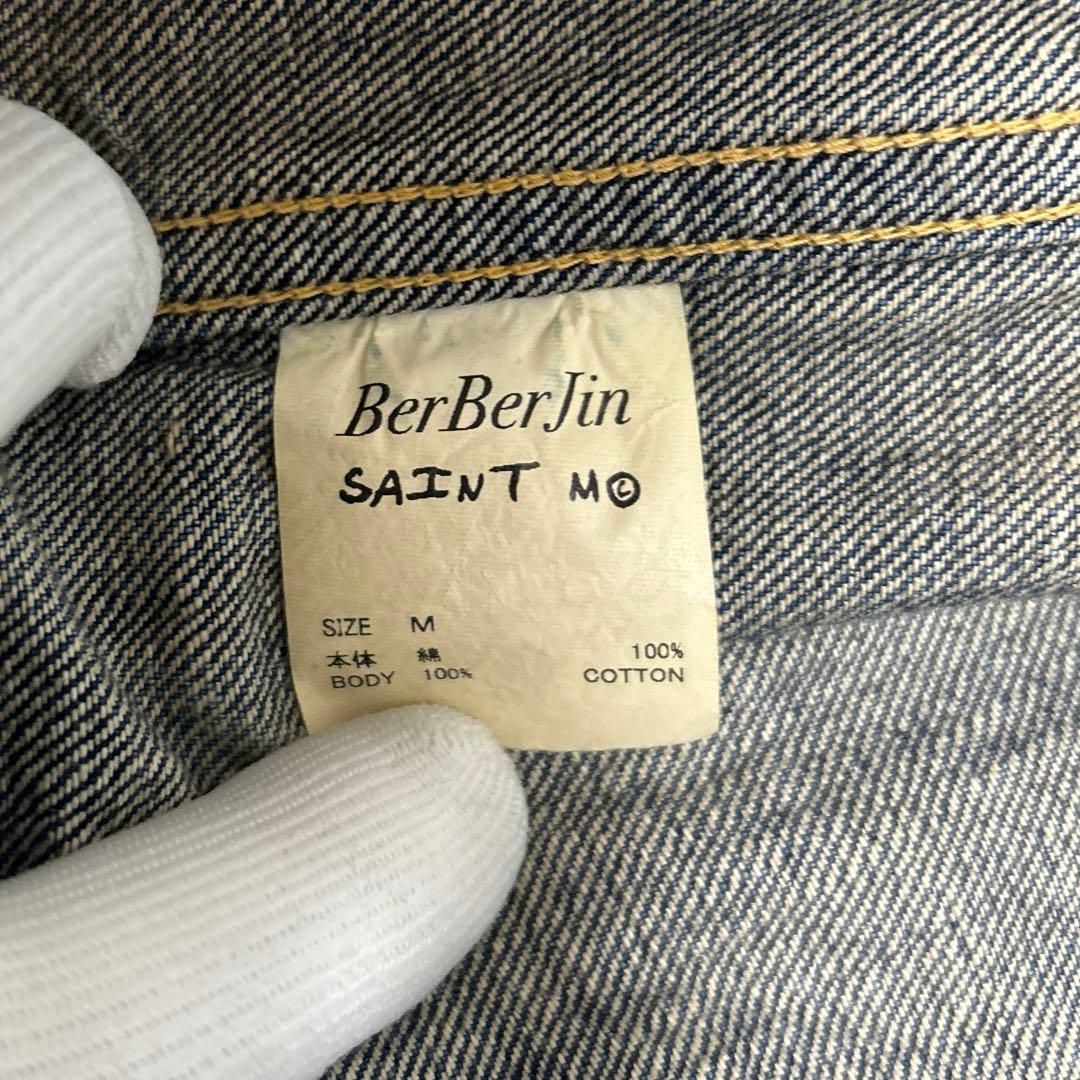 BerBerJin
SAINT M©
SIZE M
本体 綿 100%
BODY 100% COTTON